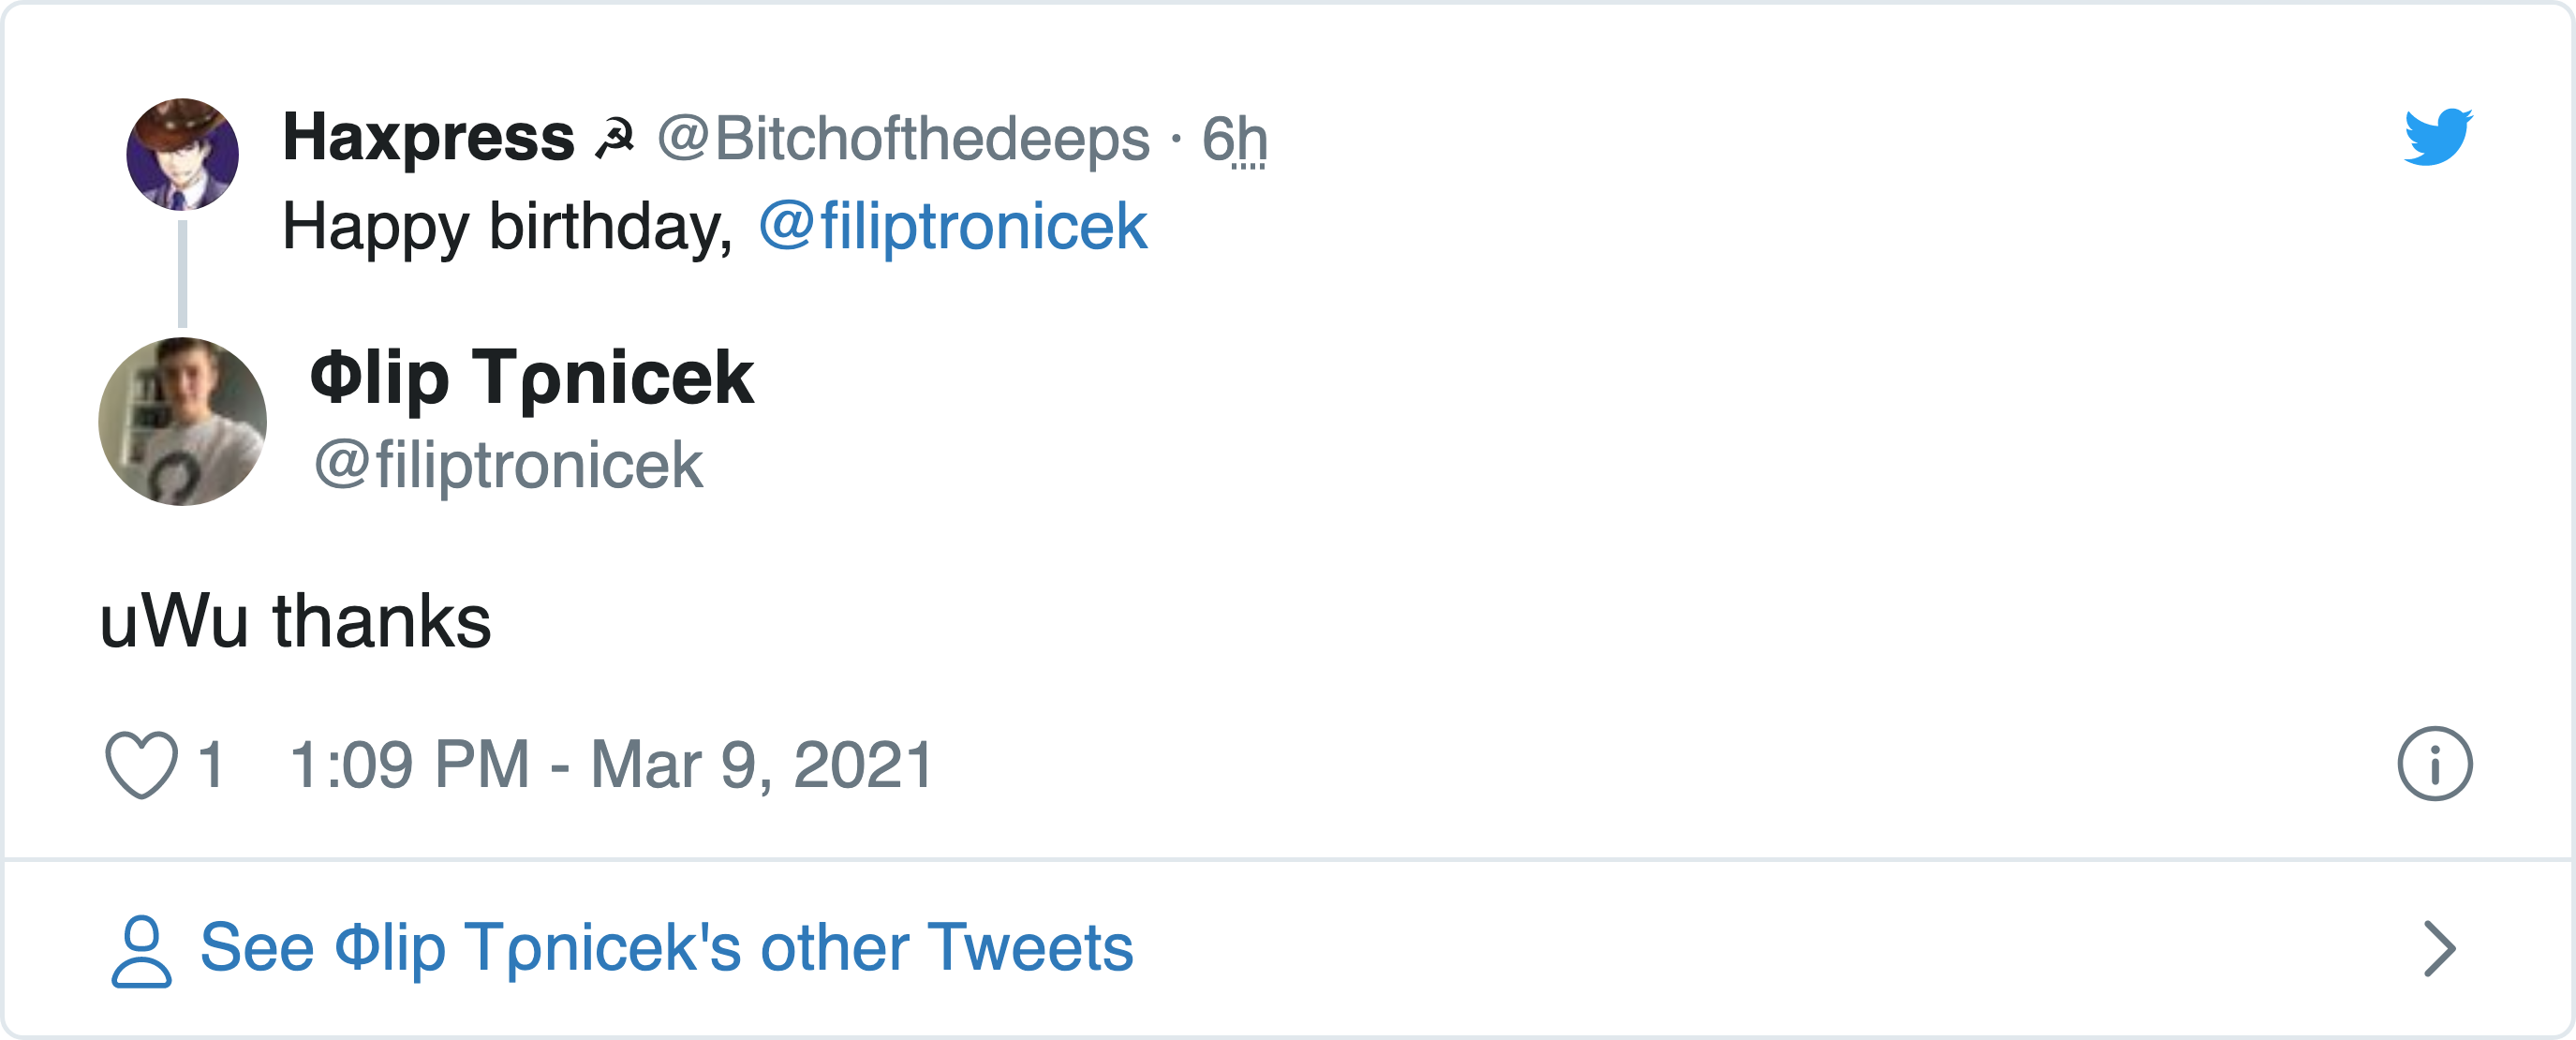 Haxpress ☭ @Bitchofthedeeps · 6h
Happy birthday, @filiptronicek
Φlip Tρnicek
@filiptronicek
uWu thanks
1 1:09 PM - Mar 9, 2021
See Φlip Tρnicek's other Tweets